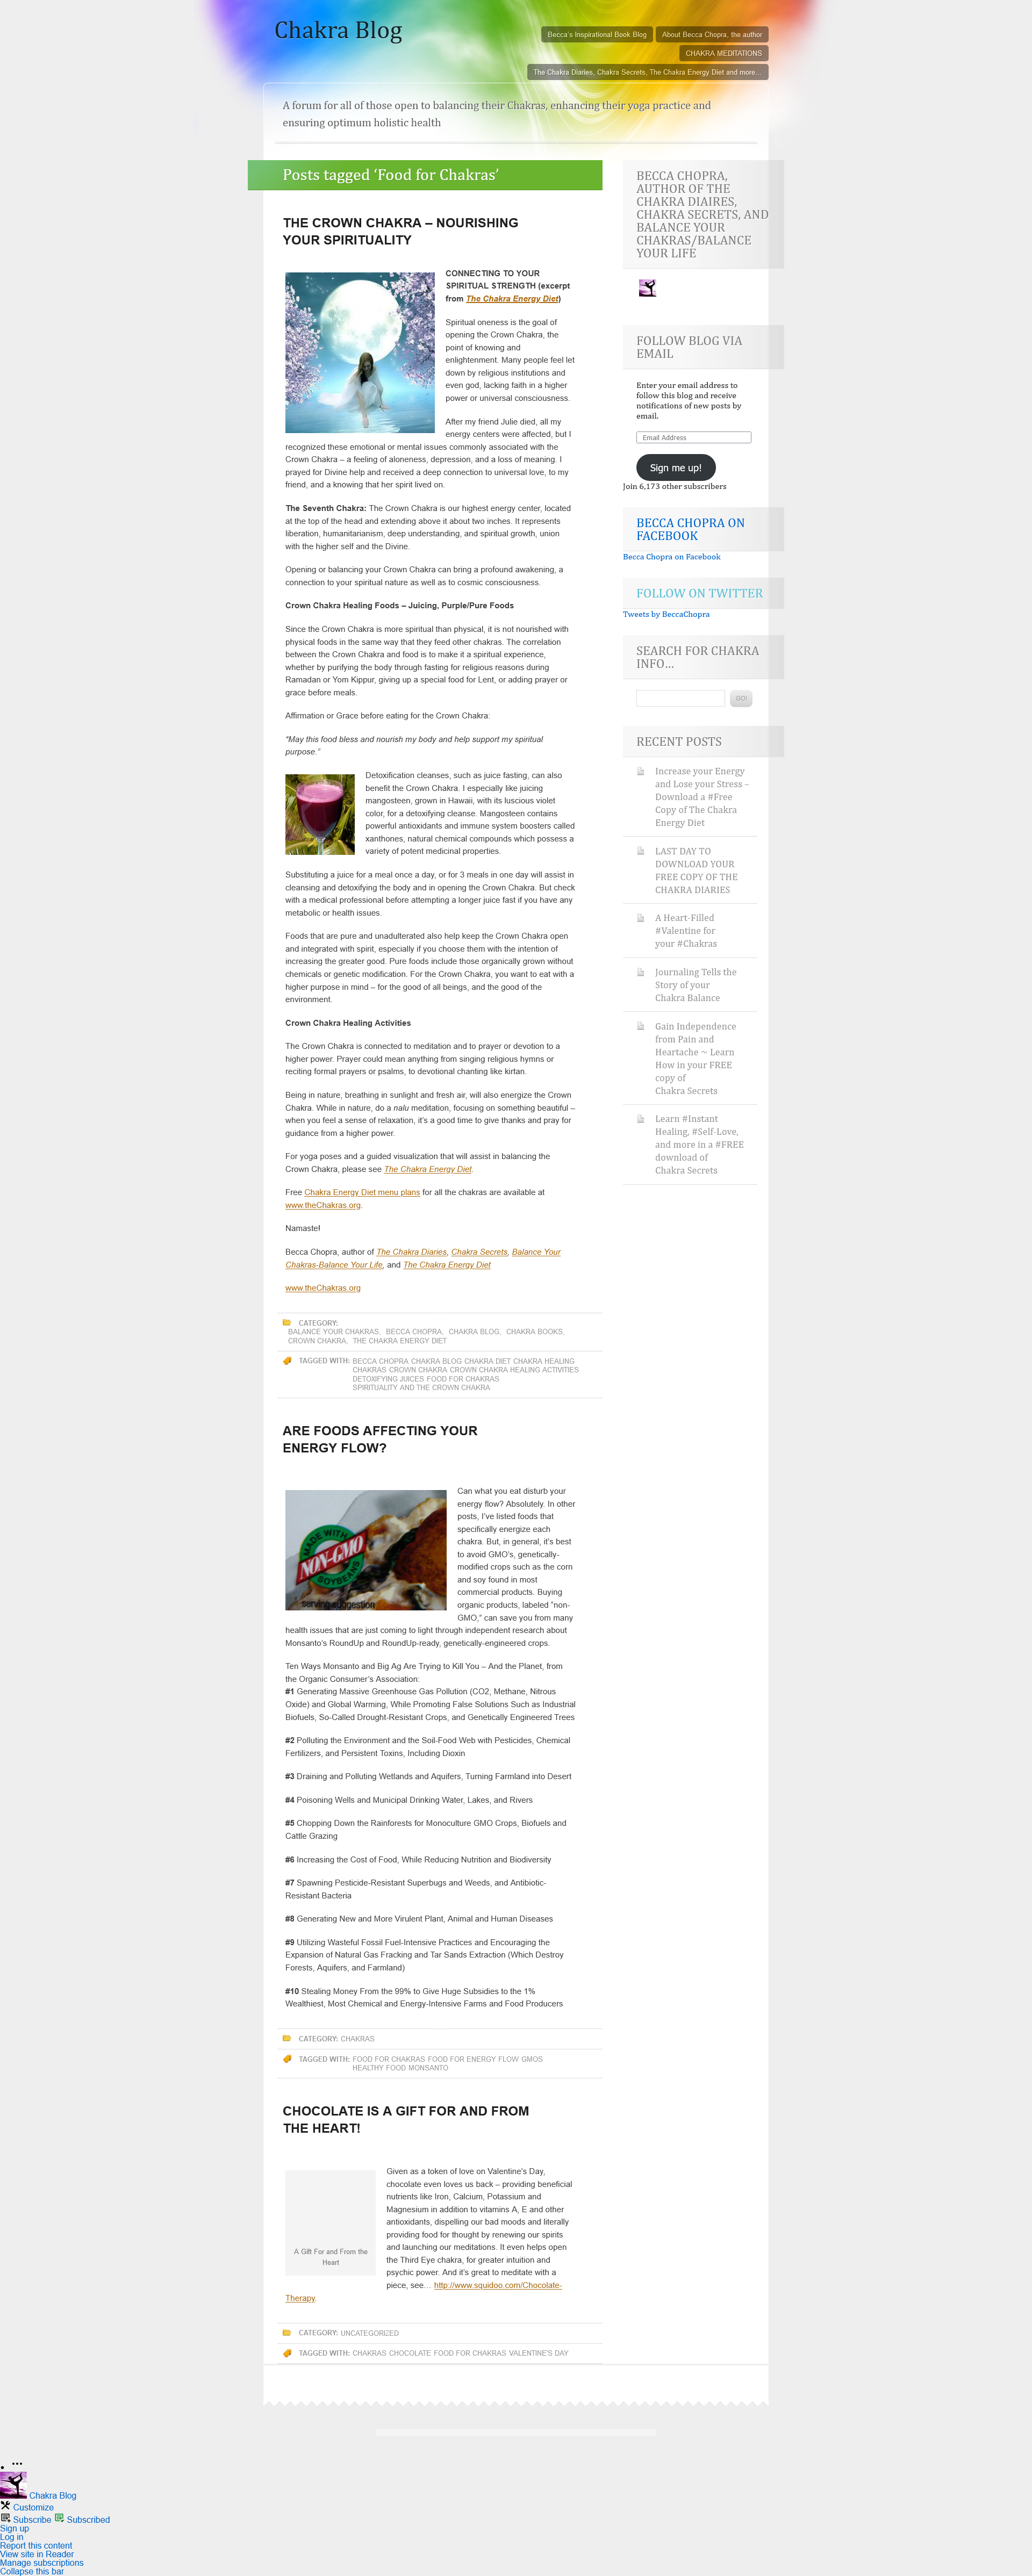 Chakra Blog
Becca's Inspirational Book Blog
About Becca Chopra, the author
CHAKRA MEDITATIONS
The Chakra Diaries, Chakra Secrets, The Chakra Energy Diet and more…
A forum for all of those open to balancing their Chakras, enhancing their yoga practice and
ensuring optimum holistic health
Posts tagged ‘Food for Chakras’
THE CROWN CHAKRA – NOURISHING
YOUR SPIRITUALITY
CONNECTING TO YOUR
SPIRITUAL STRENGTH (excerpt
from The Chakra Energy Diet)
Spiritual oneness is the goal of
opening the Crown Chakra, the
point of knowing and
enlightenment. Many people feel let
down by religious institutions and
even god, lacking faith in a higher
power or universal consciousness.
After my friend Julie died, all my
energy centers were affected, but I
recognized these emotional or mental issues commonly associated with the
Crown Chakra – a feeling of aloneness, depression, and a loss of meaning. I
prayed for Divine help and received a deep connection to universal love, to my
friend, and a knowing that her spirit lived on.
The Seventh Chakra: The Crown Chakra is our highest energy center, located
at the top of the head and extending above it about two inches. It represents
liberation, humanitarianism, deep understanding, and spiritual growth, union
with the higher self and the Divine.
Opening or balancing your Crown Chakra can bring a profound awakening, a
connection to your spiritual nature as well as to cosmic consciousness.
Crown Chakra Healing Foods – Juicing, Purple/Pure Foods
Since the Crown Chakra is more spiritual than physical, it is not nourished with
physical foods in the same way that they feed other chakras. The correlation
between the Crown Chakra and food is to make it a spiritual experience,
whether by purifying the body through fasting for religious reasons during
Ramadan or Yom Kippur, giving up a special food for Lent, or adding prayer or
grace before meals.
Affirmation or Grace before eating for the Crown Chakra:
“May this food bless and nourish my body and help support my spiritual
purpose.”
Detoxification cleanses, such as juice fasting, can also
benefit the Crown Chakra. I especially like juicing
mangosteen, grown in Hawaii, with its luscious violet
color, for a detoxifying cleanse. Mangosteen contains
powerful antioxidants and immune system boosters called
xanthones, natural chemical compounds which possess a
variety of potent medicinal properties.
Substituting a juice for a meal once a day, or for 3 meals in one day will assist in
cleansing and detoxifying the body and in opening the Crown Chakra. But check
with a medical professional before attempting a longer juice fast if you have any
metabolic or health issues.
Foods that are pure and unadulterated also help keep the Crown Chakra open
and integrated with spirit, especially if you choose them with the intention of
increasing the greater good. Pure foods include those organically grown without
chemicals or genetic modification. For the Crown Chakra, you want to eat with a
higher purpose in mind – for the good of all beings, and the good of the
environment.
Crown Chakra Healing Activities
The Crown Chakra is connected to meditation and to prayer or devotion to a
higher power. Prayer could mean anything from singing religious hymns or
reciting formal prayers or psalms, to devotional chanting like kirtan.
Being in nature, breathing in sunlight and fresh air, will also energize the Crown
Chakra. While in nature, do a nalu meditation, focusing on something beautiful –
when you feel a sense of relaxation, it's a good time to give thanks and pray for
guidance from a higher power.
For yoga poses and a guided visualization that will assist in balancing the
Crown Chakra, please see The Chakra Energy Diet.
Free Chakra Energy Diet menu plans for all the chakras are available at
www.theChakras.org.
Namaste!
Becca Chopra, author of The Chakra Diaries, Chakra Secrets, Balance Your
Chakras-Balance Your Life, and The Chakra Energy Diet
www.theChakras.org
CATEGORY:
BALANCE YOUR CHAKRAS, BECCA CHOPRA, CHAKRA BLOG, CHAKRA BOOKS,
CROWN CHAKRA, THE CHAKRA ENERGY DIET
TAGGED WITH: BECCA CHOPRA CHAKRA BLOG CHAKRA DIET CHAKRA HEALING
CHAKRAS CROWN CHAKRA CROWN CHAKRA HEALING ACTIVITIES
DETOXIFYING JUICES FOOD FOR CHAKRAS
SPIRITUALITY AND THE CROWN CHAKRA
ARE FOODS AFFECTING YOUR
ENERGY FLOW?
MADE WITH
NON-GMO
SOYBEANS
serving suggestion
Can what you eat disturb your
energy flow? Absolutely. In other
posts, I've listed foods that
specifically energize each
chakra. But, in general, it's best
to avoid GMO's, genetically-
modified crops such as the corn
and soy found in most
commercial products. Buying
organic products, labeled “non-
GMO,” can save you from many
health issues that are just coming to light through independent research about
Monsanto's RoundUp and RoundUp-ready, genetically-engineered crops.
Ten Ways Monsanto and Big Ag Are Trying to Kill You – And the Planet, from
the Organic Consumer's Association:
#1 Generating Massive Greenhouse Gas Pollution (CO2, Methane, Nitrous
Oxide) and Global Warming, While Promoting False Solutions Such as Industrial
Biofuels, So-Called Drought-Resistant Crops, and Genetically Engineered Trees
#2 Polluting the Environment and the Soil-Food Web with Pesticides, Chemical
Fertilizers, and Persistent Toxins, Including Dioxin
#3 Draining and Polluting Wetlands and Aquifers, Turning Farmland into Desert
#4 Poisoning Wells and Municipal Drinking Water, Lakes, and Rivers
#5 Chopping Down the Rainforests for Monoculture GMO Crops, Biofuels and
Cattle Grazing
#6 Increasing the Cost of Food, While Reducing Nutrition and Biodiversity
#7 Spawning Pesticide-Resistant Superbugs and Weeds, and Antibiotic-
Resistant Bacteria
#8 Generating New and More Virulent Plant, Animal and Human Diseases
#9 Utilizing Wasteful Fossil Fuel-Intensive Practices and Encouraging the
Expansion of Natural Gas Fracking and Tar Sands Extraction (Which Destroy
Forests, Aquifers, and Farmland)
#10 Stealing Money From the 99% to Give Huge Subsidies to the 1%
Wealthiest, Most Chemical and Energy-Intensive Farms and Food Producers
CATEGORY: CHAKRAS
TAGGED WITH: FOOD FOR CHAKRAS FOOD FOR ENERGY FLOW GMOS
HEALTHY FOOD MONSANTO
CHOCOLATE IS A GIFT FOR AND FROM
THE HEART!
A Gift For and From the
Heart
Given as a token of love on Valentine's Day,
chocolate even loves us back – providing beneficial
nutrients like Iron, Calcium, Potassium and
Magnesium in addition to vitamins A, E and other
antioxidants, dispelling our bad moods and literally
providing food for thought by renewing our spirits
and launching our meditations. It even helps open
the Third Eye chakra, for greater intuition and
psychic power. And it's great to meditate with a
piece, see… http://www.squidoo.com/Chocolate-
Therapy.
CATEGORY: UNCATEGORIZED
TAGGED WITH: CHAKRAS CHOCOLATE FOOD FOR CHAKRAS VALENTINE'S DAY
BECCA CHOPRA,
AUTHOR OF THE
CHAKRA DIAIRES,
CHAKRA SECRETS, AND
BALANCE YOUR
CHAKRAS/BALANCE
YOUR LIFE
FOLLOW BLOG VIA
EMAIL
Enter your email address to
follow this blog and receive
notifications of new posts by
email.
Email Address
Sign me up!
Join 6,173 other subscribers
BECCA CHOPRA ON
FACEBOOK
Becca Chopra on Facebook
FOLLOW ON TWITTER
Tweets by BeccaChopra
SEARCH FOR CHAKRA
INFO…
GO!
RECENT POSTS
Increase your Energy
and Lose your Stress –
Download a #Free
Copy of The Chakra
Energy Diet
LAST DAY TO
DOWNLOAD YOUR
FREE COPY OF THE
CHAKRA DIARIES
A Heart-Filled
#Valentine for
your #Chakras
Journaling Tells the
Story of your
Chakra Balance
Gain Independence
from Pain and
Heartache ~ Learn
How in your FREE
copy of
Chakra Secrets
Learn #Instant
Healing, #Self-Love,
and more in a #FREE
download of
Chakra Secrets
Chakra Blog
Customize
Subscribe Subscribed
Sign up
Log in
Report this content
View site in Reader
Manage subscriptions
Collapse this bar